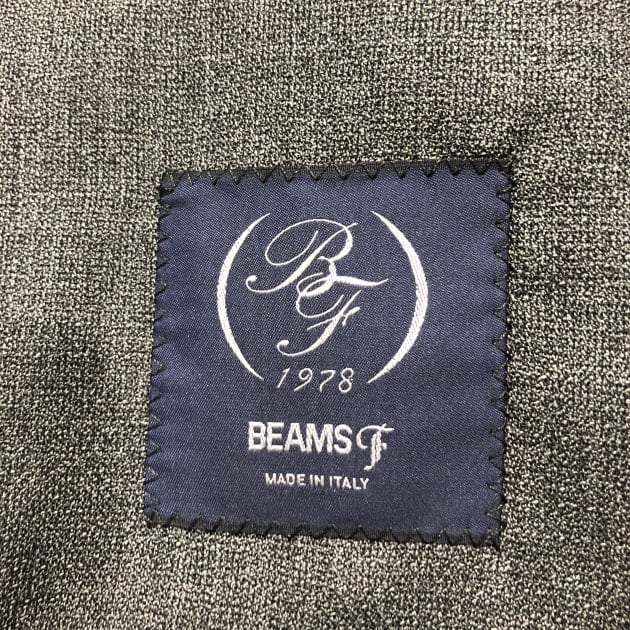 BF
1978
BEAMS F
MADE IN ITALY